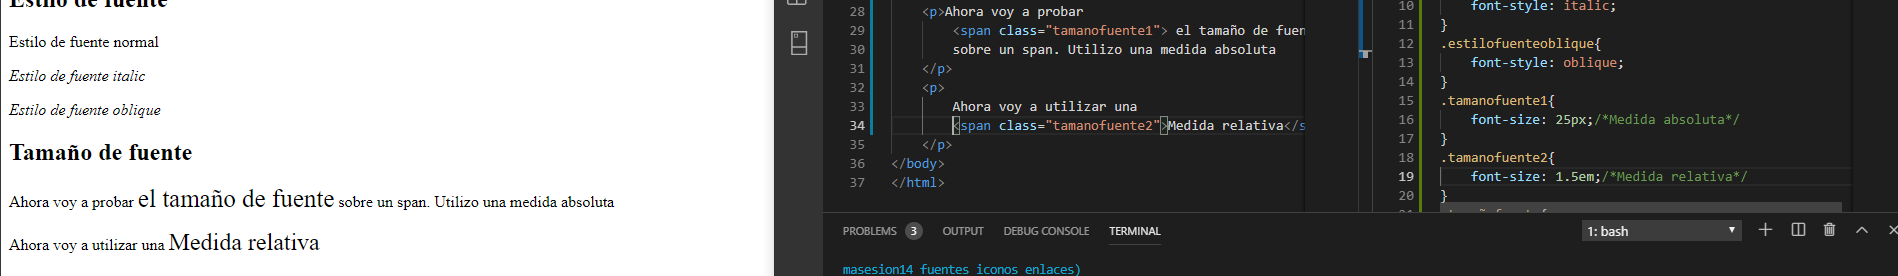 Estilo de fuente
Estilo de fuente normal
Estilo de fuente italic
Estilo de fuente oblique
Tamaño de fuente
Ahora voy a probar el tamaño de fuente sobre un span. Utilizo una medida absoluta
Ahora voy a utilizar una Medida relativa
28 <p>Ahora voy a probar
29 <span class="tamanofuente1"> el tamaño de fuen
30 sobre un span. Utilizo una medida absoluta
31 </p>
32 <p>
33 Ahora voy a utilizar una
34 <span class="tamanofuente2">Medida relativa</s
35 </p>
36 </body>
37 </html>
10 font-style: italic;
11 }
12 .estilofuenteoblique{
13 font-style: oblique;
14 }
15 .tamanofuente1{
16 font-size: 25px;/*Medida absoluta*/
17 }
18 .tamanofuente2{
19 font-size: 1.5em;/*Medida relativa*/
20 }
PROBLEMS 3 OUTPUT DEBUG CONSOLE TERMINAL 1: bash
masesion14 fuentes iconos enlaces)